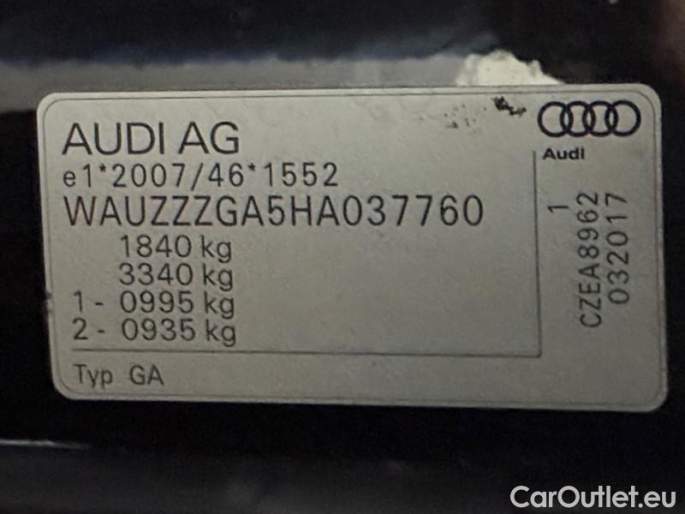 AUDI AG
e1*2007/46*1552
WAUZZZGA5HA037760
1840 kg
3340 kg
1 - 0995 kg
2 - 0935 kg
Typ GA
Audi
1
CZEA8962
032017
CarOutlet.eu